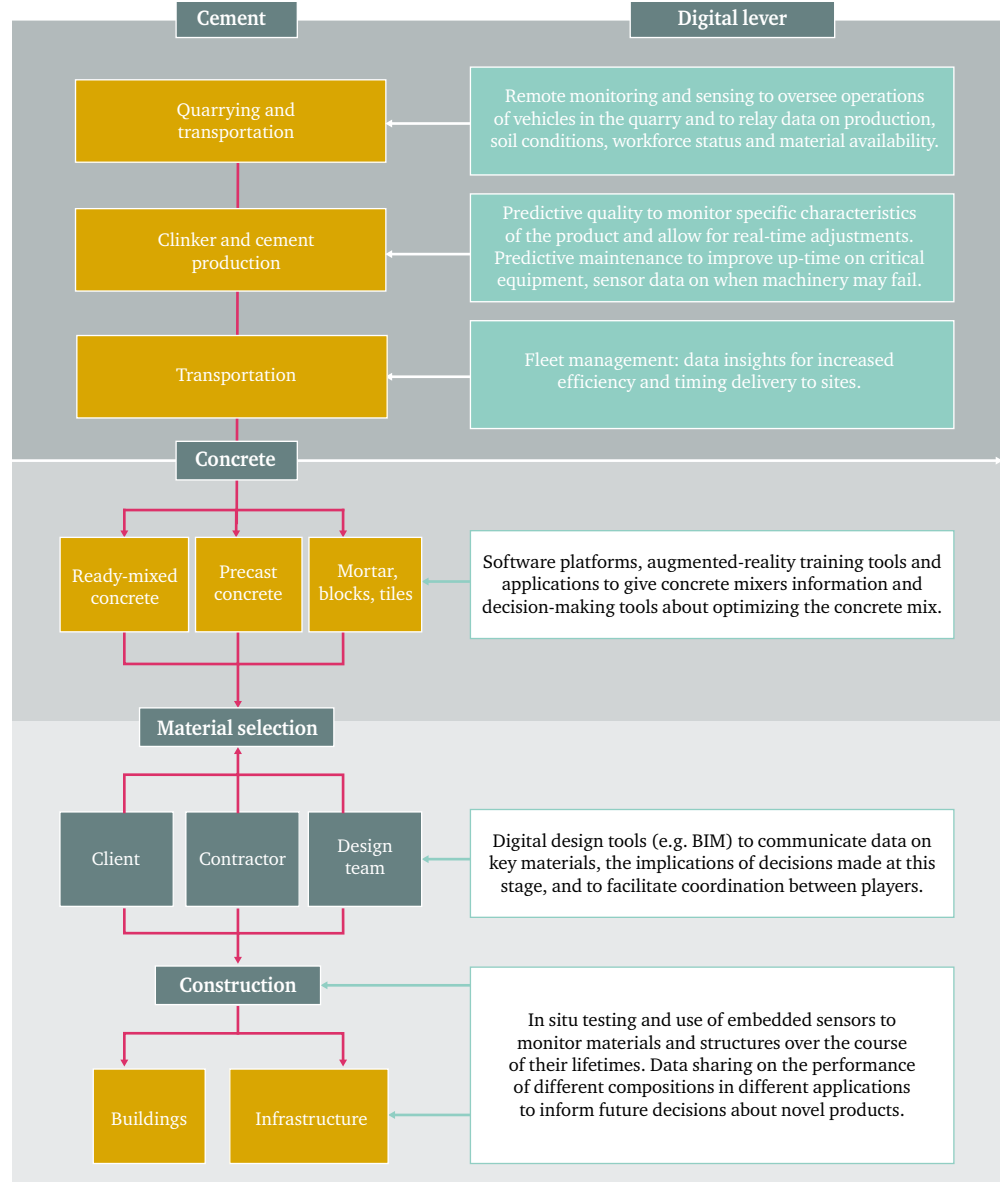 Cement
Digital lever
Quarrying and
transportation
Remote monitoring and sensing to oversee operations
of vehicles in the quarry and to relay data on production,
soil conditions, workforce status and material availability.
Clinker and cement
production
Predictive quality to monitor specific characteristics
of the product and allow for real-time adjustments.
Predictive maintenance to improve up-time on critical
equipment, sensor data on when machinery may fail.
Transportation
Fleet management: data insights for increased
efficiency and timing delivery to sites.
Concrete
Ready-mixed
concrete
Precast
concrete
Mortar,
blocks, tiles
Software platforms, augmented-reality training tools and
applications to give concrete mixers information and
decision-making tools about optimizing the concrete mix.
Material selection
Client
Contractor
Design
team
Digital design tools (e.g. BIM) to communicate data on
key materials, the implications of decisions made at this
stage, and to facilitate coordination between players.
Construction
In situ testing and use of embedded sensors to
monitor materials and structures over the course
of their lifetimes. Data sharing on the performance
of different compositions in different applications
to inform future decisions about novel products.
Buildings
Infrastructure